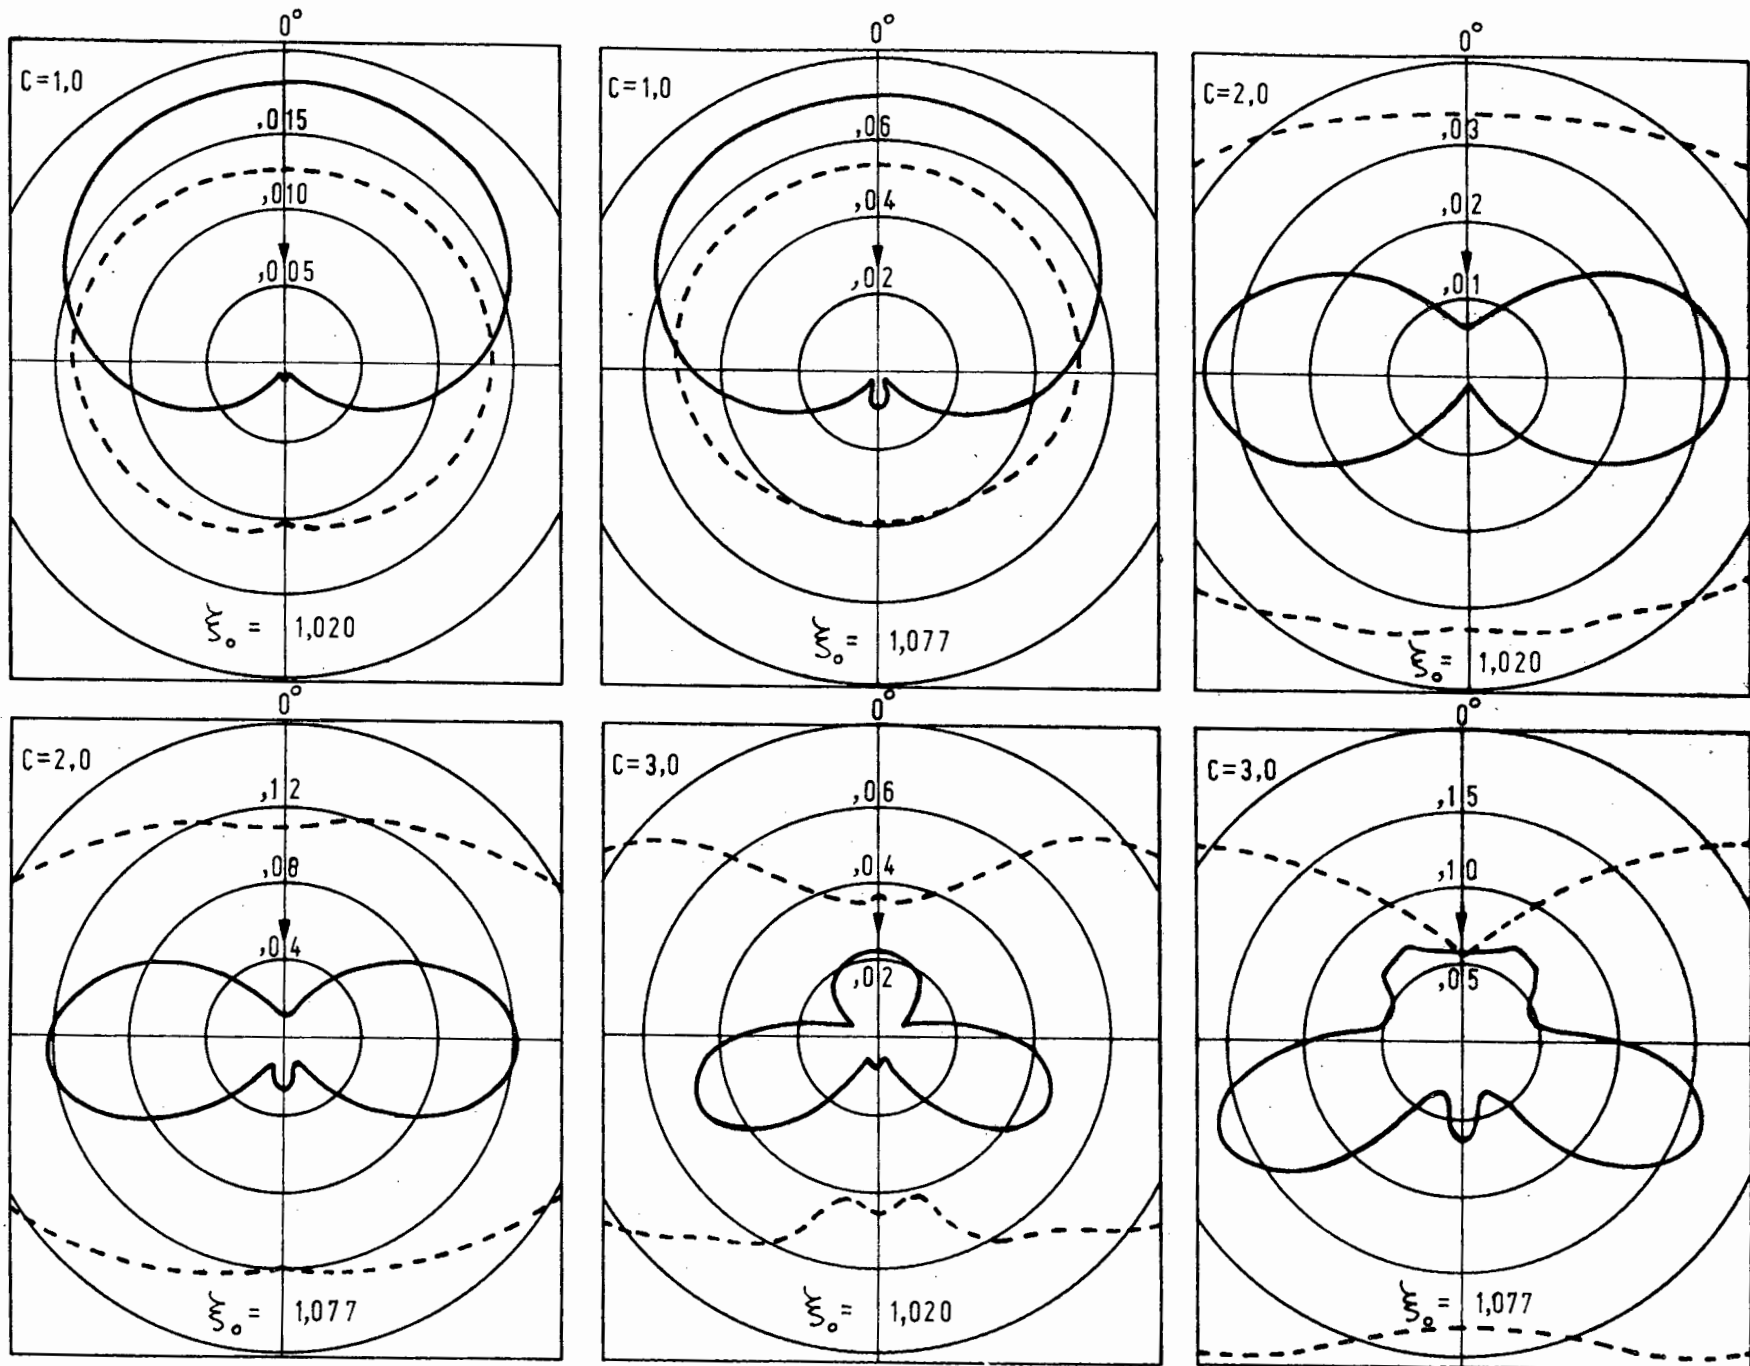 0°
C=1,0
,015
,010
,005
ξ₀ = 1,020
0°
C=1,0
,06
,04
,02
ξ₀ = 1,077
0°
C=2,0
,03
,02
,01
ξ₀ = 1,020
0°
C=2,0
,12
,08
,04
ξ₀ = 1,077
0°
C=3,0
,06
,04
,02
ξ₀ = 1,020
0°
C=3,0
,15
,10
,05
ξ₀ = 1,077